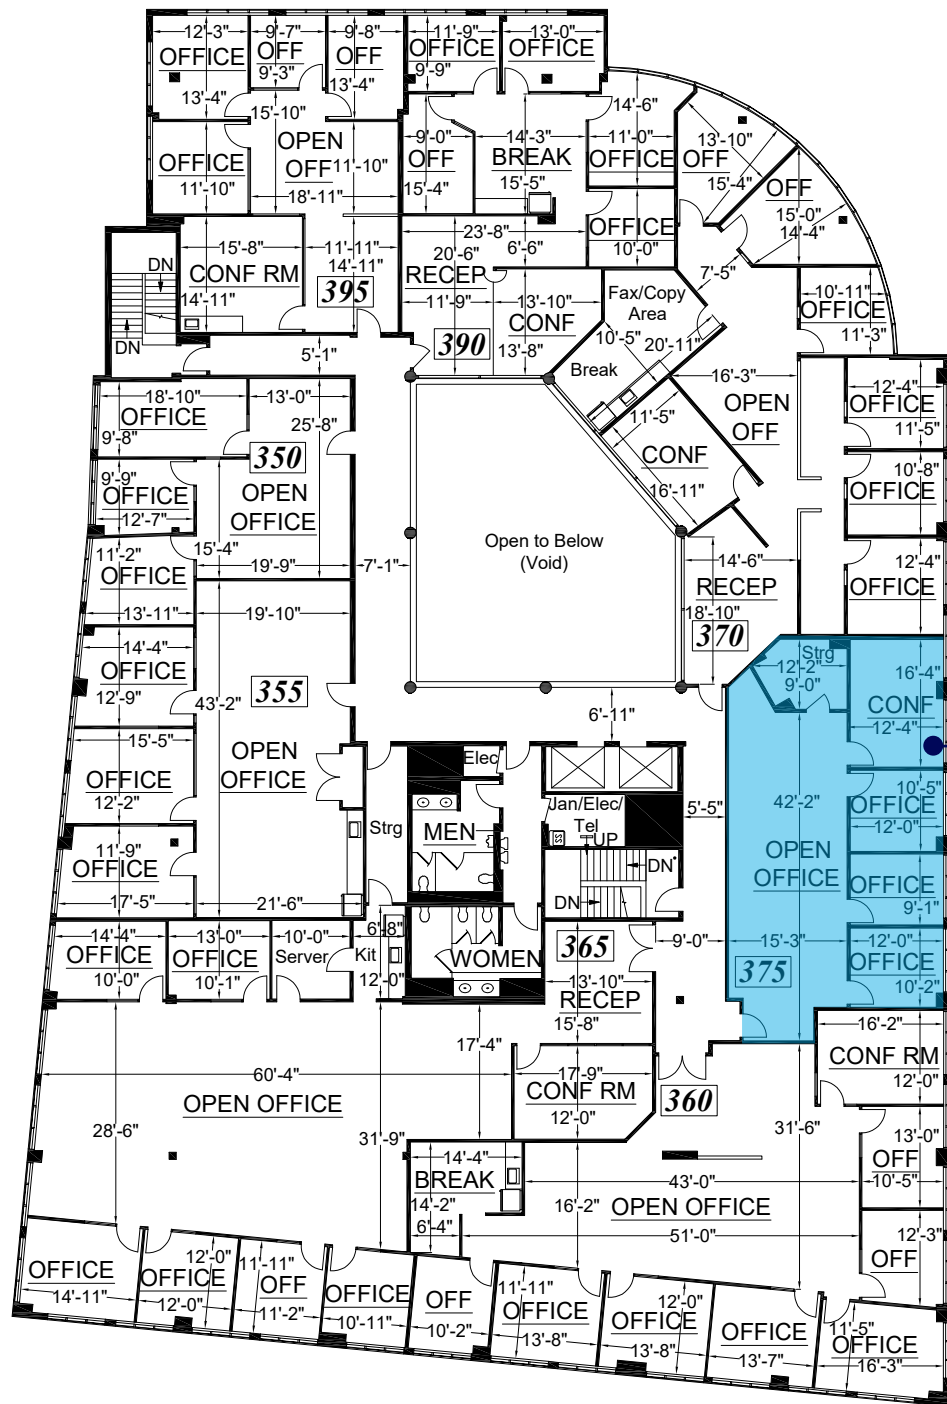 12'-3"
OFFICE
13'-4"
9'-7"
OFF
9'-3"
9'-8"
OFF
13'-4"
11'-9"
OFFICE
9'-9"
13'-0"
OFFICE
15'-10"
OPEN
OFF
11'-10"
18'-11"
OFFICE
11'-10"
9'-0"
OFF
15'-4"
14'-3"
BREAK
15'-5"
14'-6"
11'-0"
OFFICE
13'-10"
OFF
15'-4"
OFF
15'-0"
14'-4"
OFFICE
10'-0"
23'-8"
20'-6"
6'-6"
RECEP
11'-9"
390
13'-10"
CONF
13'-8"
15'-8"
CONF RM
14'-11"
11'-11"
14'-11"
395
DN
DN
5'-1"
Fax/Copy
Area
10'-5"
20'-11"
Break
7'-5"
10'-11"
OFFICE
11'-3"
16'-3"
OPEN
OFF
11'-5"
CONF
16'-11"
12'-4"
OFFICE
11'-5"
10'-8"
OFFICE
12'-4"
OFFICE
14'-6"
RECEP
18'-10"
370
18'-10"
OFFICE
9'-8"
13'-0"
25'-8"
350
OPEN
OFFICE
15'-4"
19'-9"
9'-9"
OFFICE
12'-7"
11'-2"
OFFICE
13'-11"
7'-1"
Open to Below
(Void)
19'-10"
14'-4"
OFFICE
12'-9"
43'-2"
355
OPEN
OFFICE
21'-6"
15'-5"
OFFICE
12'-2"
11'-9"
OFFICE
17'-5"
6'-11"
Elec
MEN
Strg
Jan/Elec/
Tel
UP
SS
DN
DN
5'-5"
Strg
12'-2"
9'-0"
16'-4"
CONF
12'-4"
42'-2"
OPEN
OFFICE
15'-3"
375
10'-5"
OFFICE
12'-0"
OFFICE
9'-1"
12'-0"
OFFICE
10'-2"
14'-4"
OFFICE
10'-0"
13'-0"
OFFICE
10'-1"
10'-0"
Server
6'-8"
Kit
12'-0"
WOMEN
365
13'-10"
RECEP
15'-8"
9'-0"
17'-4"
17'-9"
CONF RM
12'-0"
360
16'-2"
CONF RM
12'-0"
60'-4"
OPEN OFFICE
28'-6"
31'-9"
31'-6"
14'-4"
BREAK
14'-2"
6'-4"
16'-2"
43'-0"
OPEN OFFICE
51'-0"
13'-0"
OFF
10'-5"
12'-3"
OFF
OFFICE
14'-11"
12'-0"
OFFICE
12'-0"
11'-11"
OFF
11'-2"
OFFICE
10'-11"
OFF
10'-2"
11'-11"
OFFICE
13'-8"
12'-0"
OFFICE
13'-8"
OFFICE
13'-7"
11'-5"
OFFICE
16'-3"